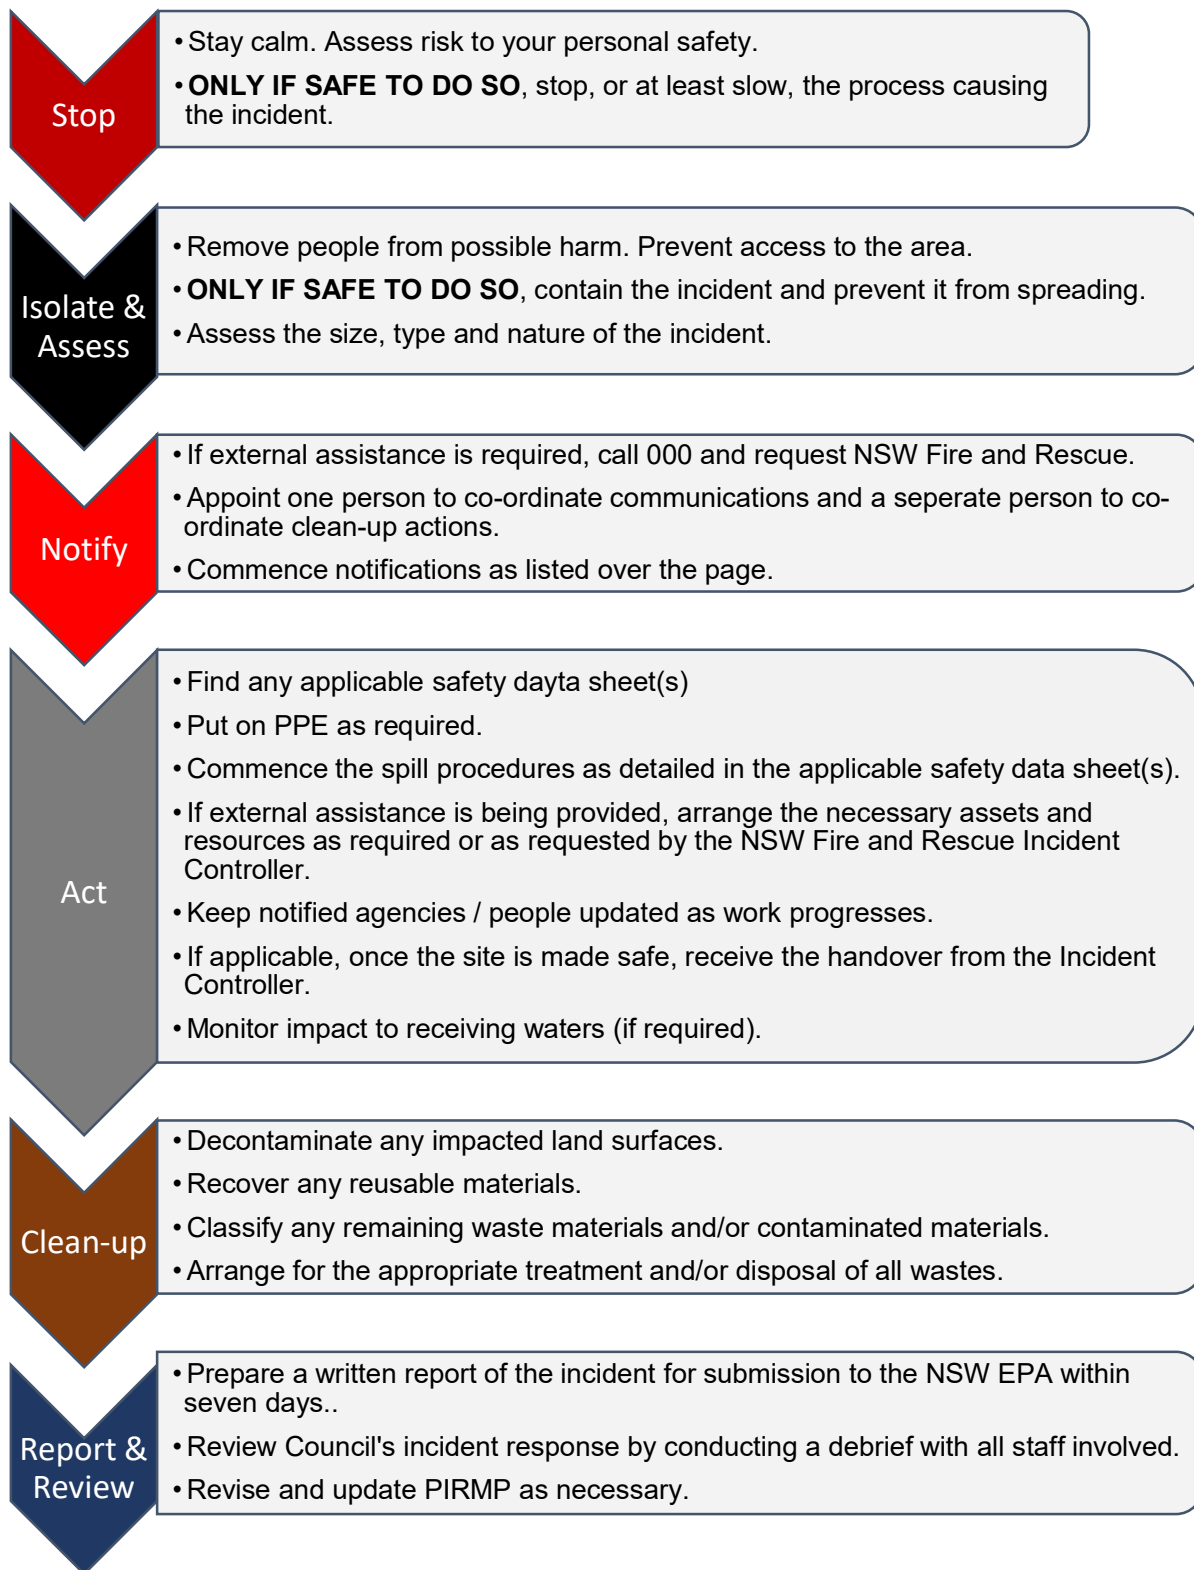 Stop
• Stay calm. Assess risk to your personal safety.
• ONLY IF SAFE TO DO SO, stop, or at least slow, the process causing
the incident.
Isolate &
Assess
• Remove people from possible harm. Prevent access to the area.
• ONLY IF SAFE TO DO SO, contain the incident and prevent it from spreading.
• Assess the size, type and nature of the incident.
Notify
• If external assistance is required, call 000 and request NSW Fire and Rescue.
• Appoint one person to co-ordinate communications and a seperate person to co-
ordinate clean-up actions.
• Commence notifications as listed over the page.
Act
• Find any applicable safety dayta sheet(s)
• Put on PPE as required.
• Commence the spill procedures as detailed in the applicable safety data sheet(s).
• If external assistance is being provided, arrange the necessary assets and
resources as required or as requested by the NSW Fire and Rescue Incident
Controller.
• Keep notified agencies / people updated as work progresses.
• If applicable, once the site is made safe, receive the handover from the Incident
Controller.
• Monitor impact to receiving waters (if required).
Clean-up
• Decontaminate any impacted land surfaces.
• Recover any reusable materials.
• Classify any remaining waste materials and/or contaminated materials.
• Arrange for the appropriate treatment and/or disposal of all wastes.
Report &
Review
• Prepare a written report of the incident for submission to the NSW EPA within
seven days..
• Review Council's incident response by conducting a debrief with all staff involved.
• Revise and update PIRMP as necessary.